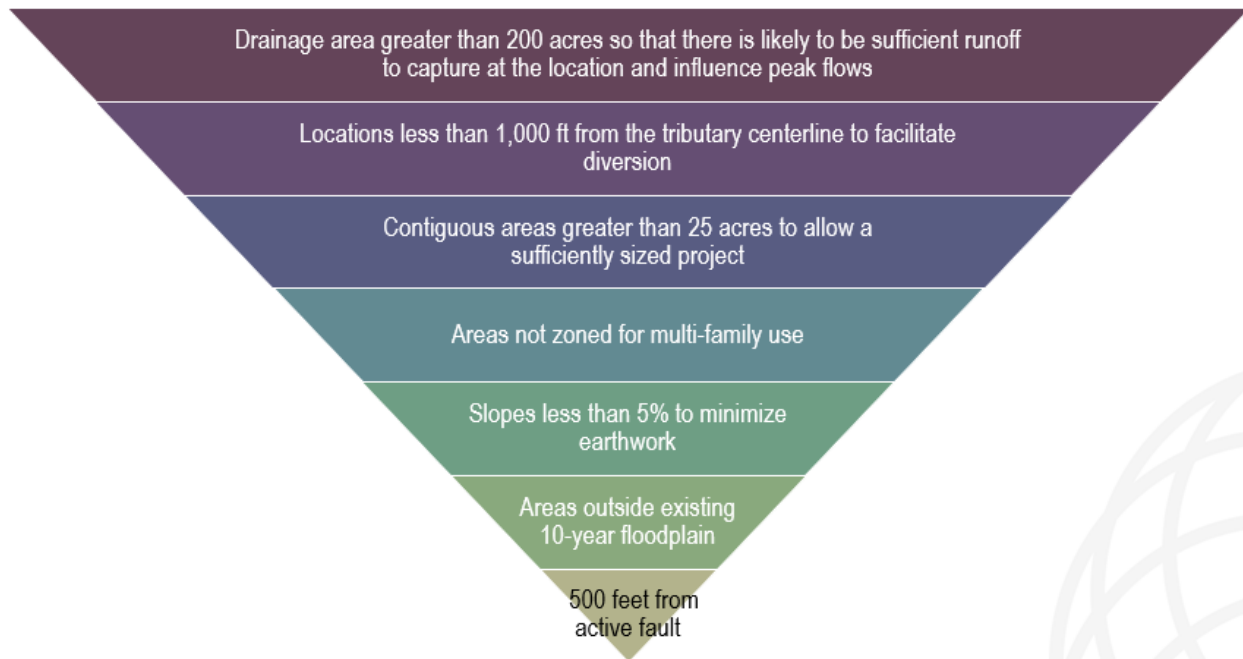 Drainage area greater than 200 acres so that there is likely to be sufficient runoff
to capture at the location and influence peak flows
Locations less than 1,000 ft from the tributary centerline to facilitate
diversion
Contiguous areas greater than 25 acres to allow a
sufficiently sized project
Areas not zoned for multi-family use
Slopes less than 5% to minimize
earthwork
Areas outside existing
10-year floodplain
500 feet from
active fault